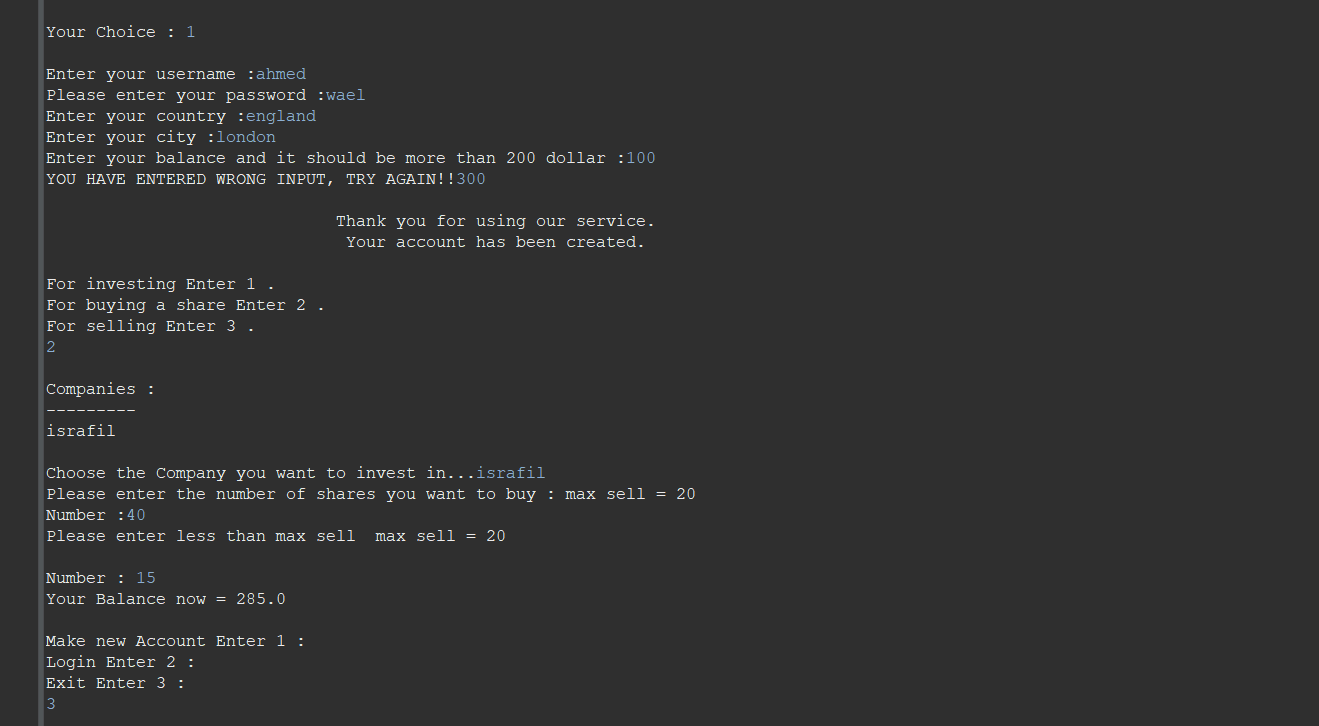 Your Choice : 1
Enter your username :ahmed
Please enter your password :wael
Enter your country :england
Enter your city :london
Enter your balance and it should be more than 200 dollar :100
YOU HAVE ENTERED WRONG INPUT, TRY AGAIN!!300
Thank you for using our service.
Your account has been created.
For investing Enter 1 .
For buying a share Enter 2 .
For selling Enter 3 .
2
Companies :
---------
israfil
Choose the Company you want to invest in...israfil
Please enter the number of shares you want to buy : max sell = 20
Number :40
Please enter less than max sell  max sell = 20
Number : 15
Your Balance now = 285.0
Make new Account Enter 1 :
Login Enter 2 :
Exit Enter 3 :
3